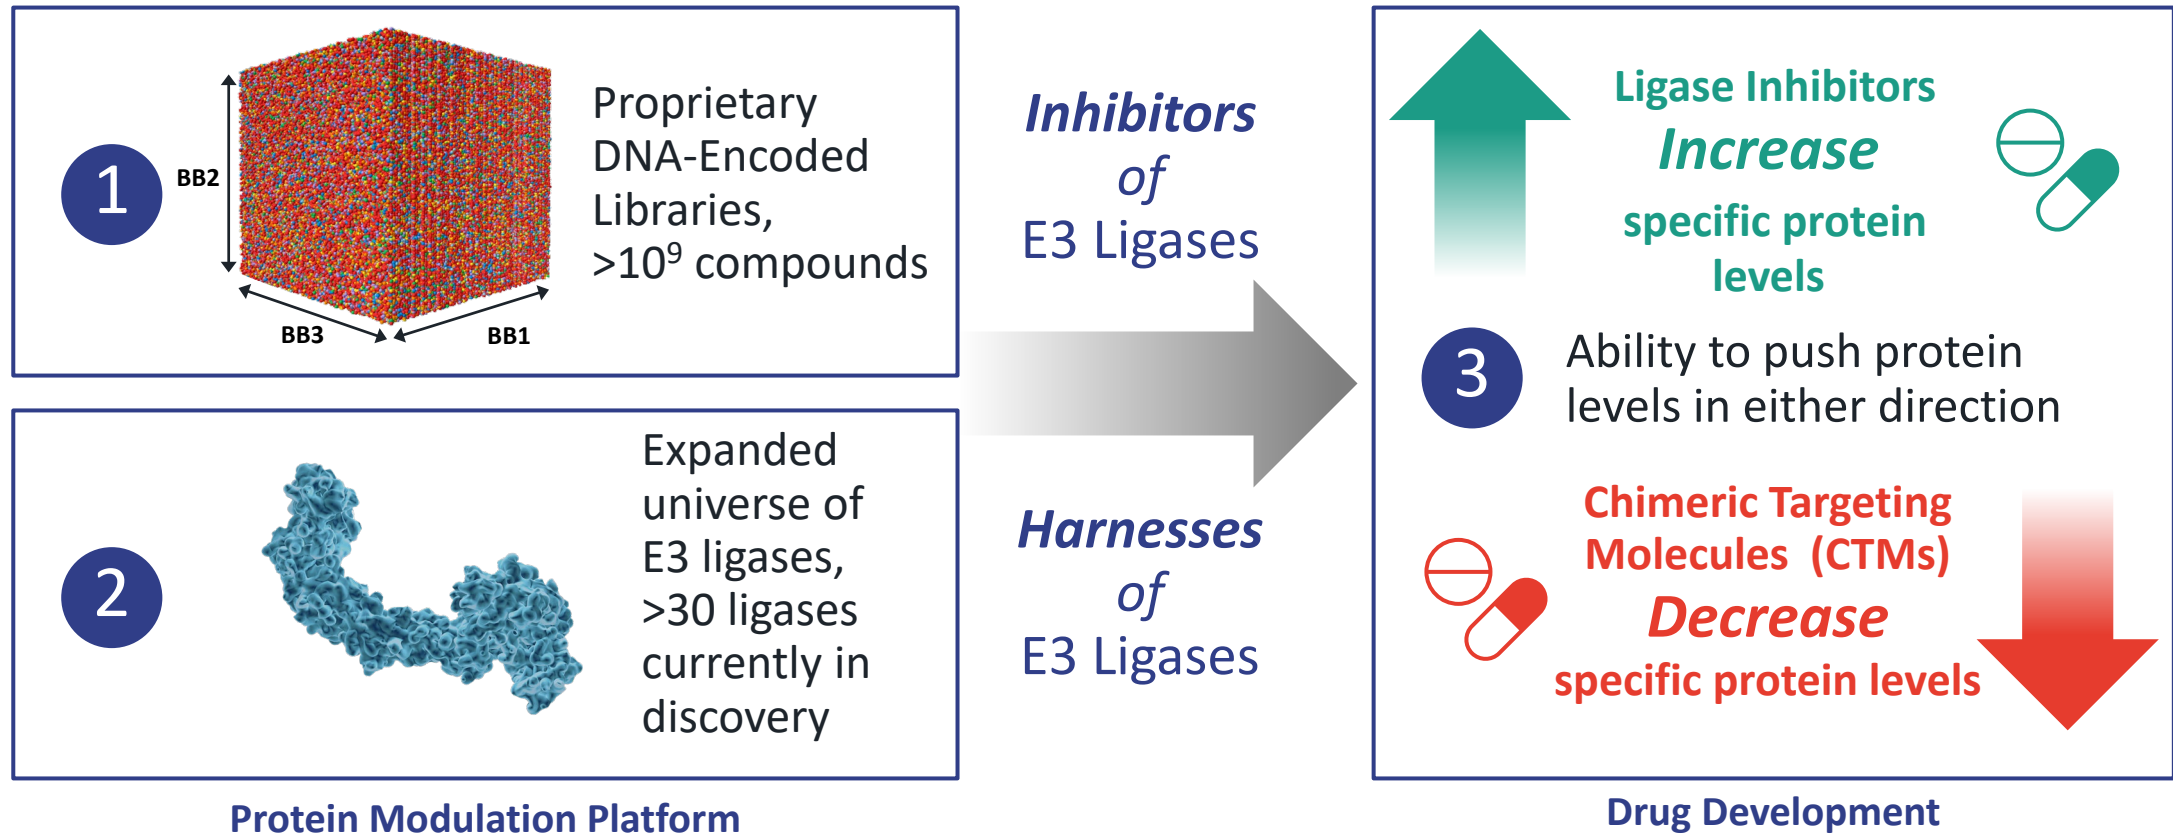 1
BB2
BB3
BB1
Proprietary
DNA-Encoded
Libraries,
>10⁹ compounds
2
Expanded
universe of
E3 ligases,
>30 ligases
currently in
discovery
Protein Modulation Platform
Inhibitors
of
E3 Ligases
Harnesses
of
E3 Ligases
Ligase Inhibitors
Increase
specific protein
levels
3
Ability to push protein
levels in either direction
Chimeric Targeting
Molecules (CTMs)
Decrease
specific protein levels
Drug Development